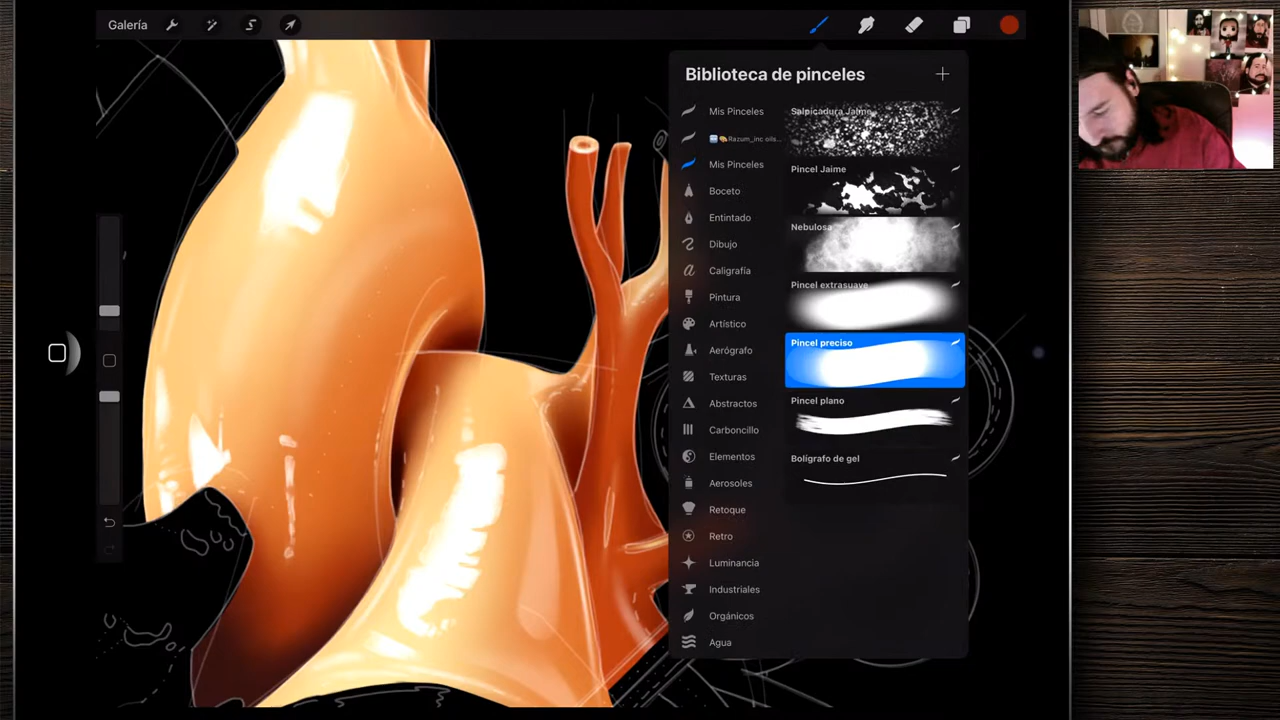 Galería
Biblioteca de pinceles
Mis Pinceles
Razum_inc oils...
Mis Pinceles
Boceto
Entintado
Dibujo
Caligrafía
Pintura
Artístico
Aerógrafo
Texturas
Abstractos
Carboncillo
Elementos
Aerosoles
Retoque
Retro
Luminancia
Industriales
Orgánicos
Agua
Salpicadura Jaime
Pincel Jaime
Nebulosa
Pincel extrasuave
Pincel preciso
Pincel plano
Bolígrafo de gel